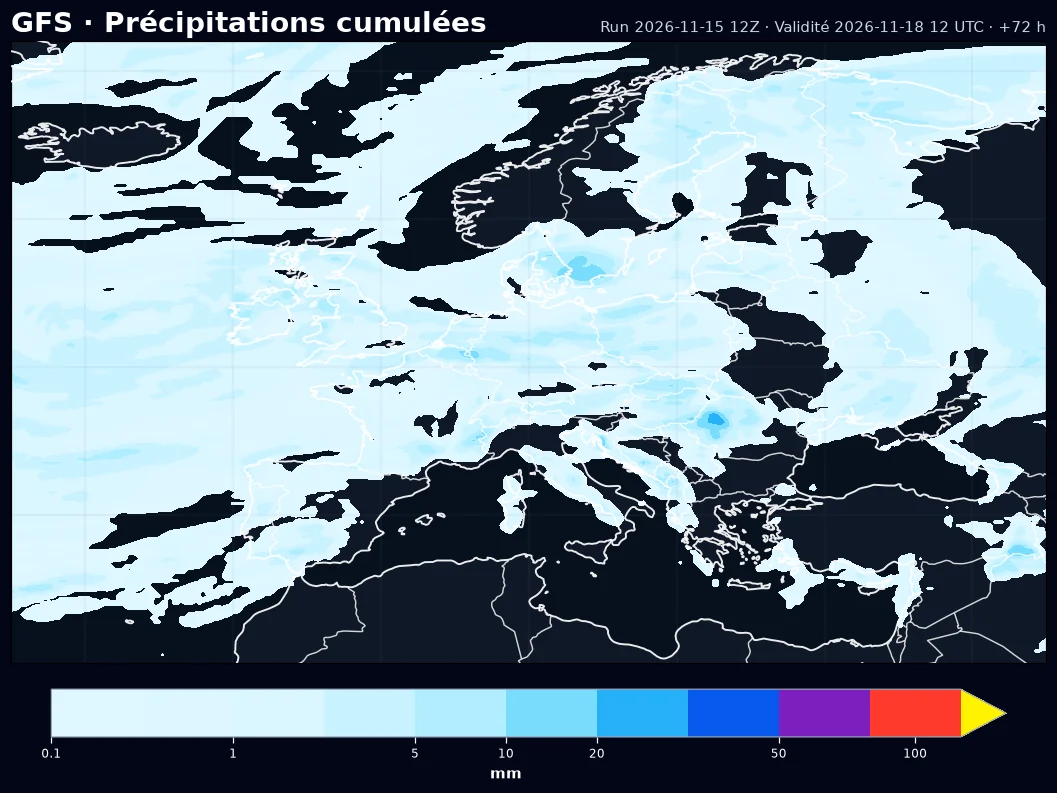 GFS · Précipitations cumulées
Run 2026-11-15 12Z · Validité 2026-11-18 12 UTC · +72 h
0.1 1 5 10 20 50 100
mm